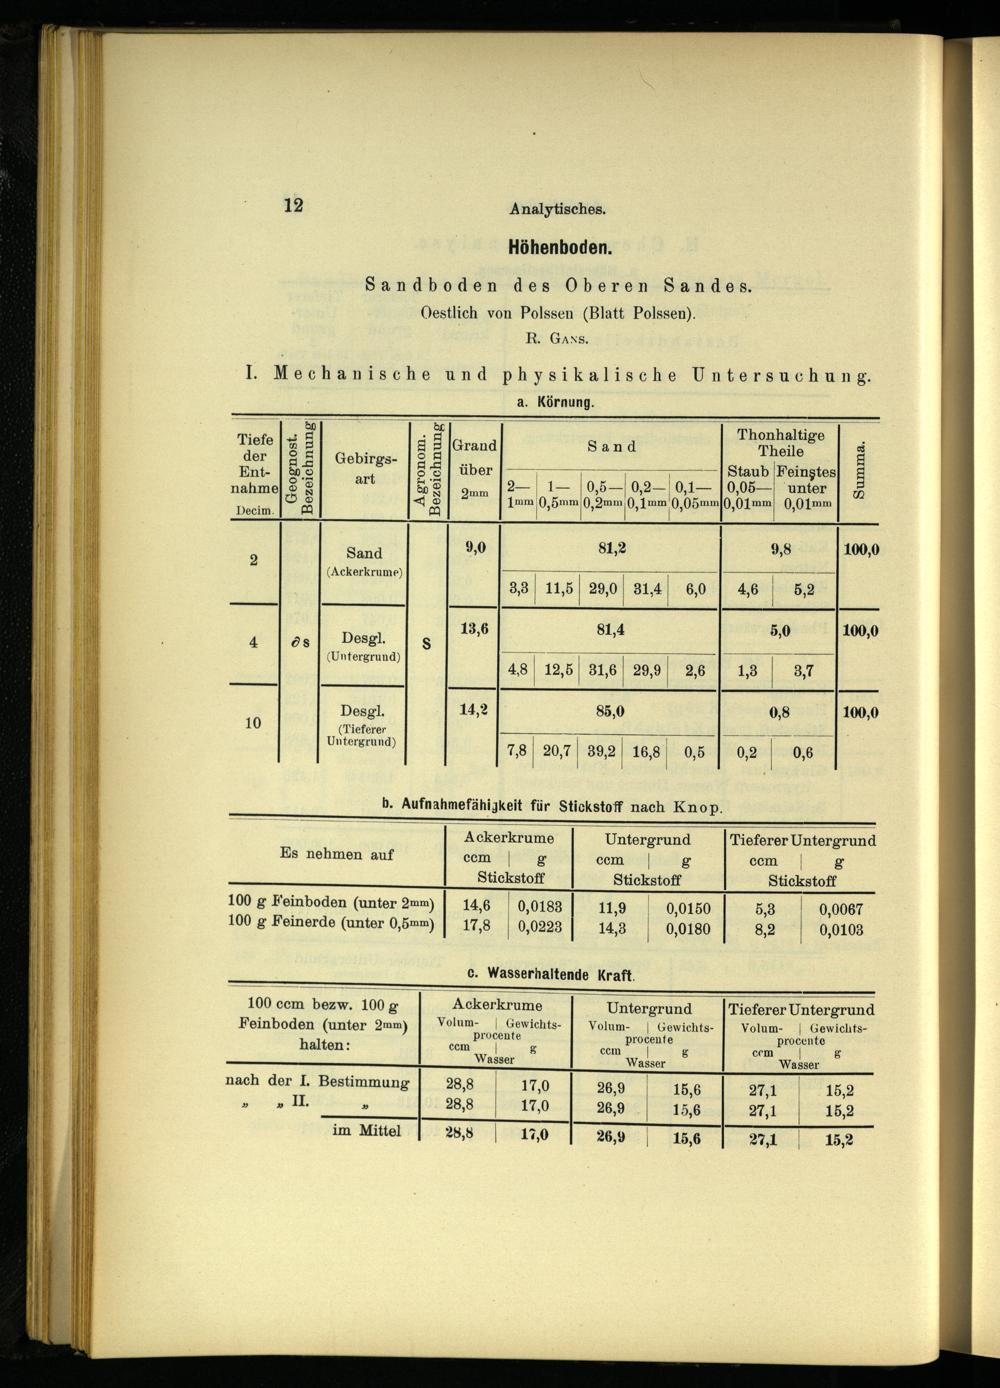 12 Analytisches.
Höhenboden.
Sandboden des Oberen Sandes.
Oestlich von Polssen (Blatt Polssen).
R. GANS.
I. Mechanische und physikalische Untersuchung.
a. Körnung.
Tiefe der Ent-nahme Decim. | Geognost. Bezeichnung | Gebirgs-art | Agronom. Bezeichnung | Grand über 2mm | Sand | Thonhaltige Theile | Summa.
2—1mm | 1—0,5mm | 0,5—0,2mm | 0,2—0,1mm | 0,1—0,05mm | Staub 0,05—0,01mm | Feinstes unter 0,01mm
2 | Sand (Ackerkrume) | 9,0 | 81,2 | 9,8 | 100,0
3,3 | 11,5 | 29,0 | 31,4 | 6,0 | 4,6 | 5,2
4 | ∂s | Desgl. (Untergrund) | S | 13,6 | 81,4 | 5,0 | 100,0
4,8 | 12,5 | 31,6 | 29,9 | 2,6 | 1,3 | 3,7
10 | Desgl. (Tieferer Untergrund) | 14,2 | 85,0 | 0,8 | 100,0
7,8 | 20,7 | 39,2 | 16,8 | 0,5 | 0,2 | 0,6
b. Aufnahmefähigkeit für Stickstoff nach Knop.
Es nehmen auf | Ackerkrume | Untergrund | Tieferer Untergrund
ccm | g | ccm | g | ccm | g
Stickstoff | Stickstoff | Stickstoff
100 g Feinboden (unter 2mm) | 14,6 | 0,0183 | 11,9 | 0,0150 | 5,3 | 0,0067
100 g Feinerde (unter 0,5mm) | 17,8 | 0,0223 | 14,3 | 0,0180 | 8,2 | 0,0103
c. Wasserhaltende Kraft.
100 ccm bezw. 100 g Feinboden (unter 2mm) halten: | Ackerkrume | Untergrund | Tieferer Untergrund
Volum- | Gewichts- | Volum- | Gewichts- | Volum- | Gewichts-
procente | procente | procente
ccm | g | ccm | g | ccm | g
Wasser | Wasser | Wasser
nach der I. Bestimmung | 28,8 | 17,0 | 26,9 | 15,6 | 27,1 | 15,2
„ „ II. „ | 28,8 | 17,0 | 26,9 | 15,6 | 27,1 | 15,2
im Mittel | 28,8 | 17,0 | 26,9 | 15,6 | 27,1 | 15,2